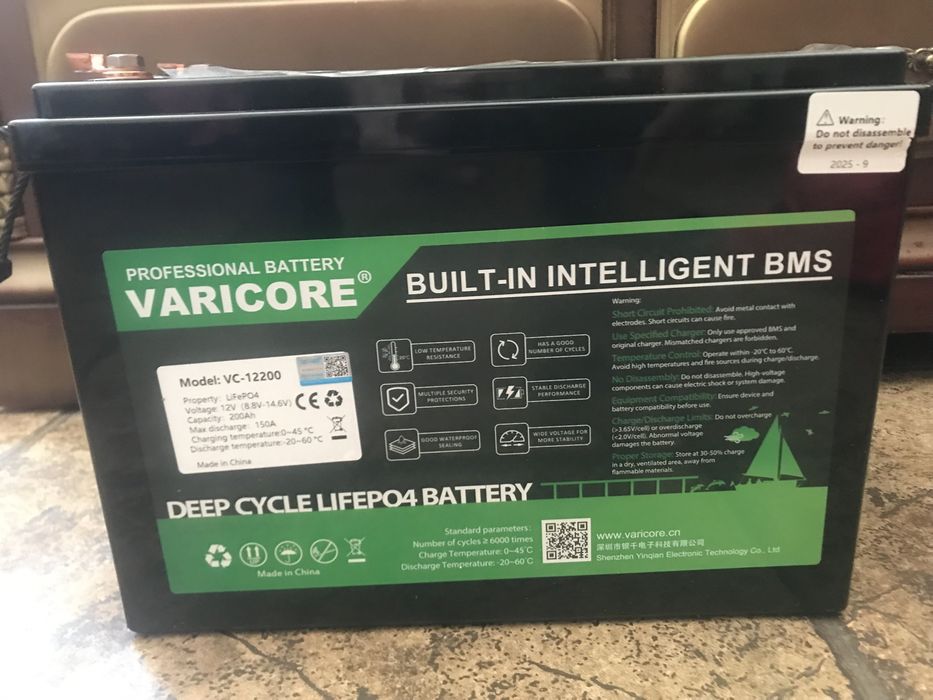 Warning:
Do not disassemble
to prevent danger!
2025 - 9
PROFESSIONAL BATTERY
VARICORE®
BUILT-IN INTELLIGENT BMS
Model: VC-12200
Property: LiFePO4
Voltage: 12V (8.8V-14.6V)
Capacity: 200Ah
Max discharge: 150A
Charging temperature:0~45 °C
Discharge temperature:-20~60 °C
Made in China
CE
-20°C
LOW TEMPERATURE
RESISTANCE
HAS A GOOD
NUMBER OF CYCLES
MULTIPLE SECURITY
PROTECTIONS
STABLE DISCHARGE
PERFORMANCE
GOOD WATERPROOF
SEALING
WIDE VOLTAGE FOR
MORE STABILITY
Warning:
Short Circuit Prohibited: Avoid metal contact with
electrodes. Short circuits can cause fire.
Use Specified Charger: Only use approved BMS and
original charger. Mismatched chargers are forbidden.
Temperature Control: Operate within -20°C to 60°C.
Avoid high temperatures and fire sources during charge/discharge.
No Disassembly: Do not disassemble. High-voltage
components can cause electric shock or system damage.
Equipment Compatibility: Ensure device and
battery compatibility before use.
Charge/Discharge Limits: Do not overcharge
(>3.65V/cell) or overdischarge
(<2.0V/cell). Abnormal voltage
damages the battery.
Proper Storage: Store at 30-50% charge
in a dry, ventilated area, away from
flammable materials.
DEEP CYCLE LIFEPO4 BATTERY
Made in China
Standard parameters:
Number of cycles ≥ 6000 times
Charge Temperature: 0~45℃
Discharge Temperature: -20~60℃
www.varicore.cn
深圳市银千电子科技有限公司
Shenzhen Yinqian Electronic Technology Co., Ltd